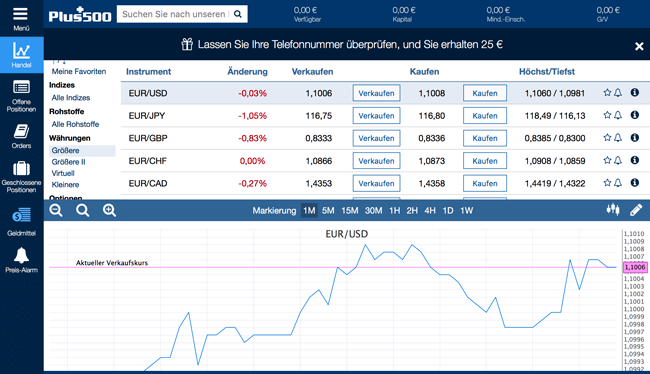 Menü
Plus500
Suchen Sie nach unseren I
0,00 €
Verfügbar
0,00 €
Kapital
0,00 €
Mind.-Einsch.
0,00 €
G/V
Lassen Sie Ihre Telefonnummer überprüfen, und Sie erhalten 25 €
Handel
Offene Positionen
Orders
Geschlossene Positionen
Geldmittel
Preis-Alarm
Meine Favoriten
Indizes
Alle Indizes
Rohstoffe
Alle Rohstoffe
Währungen
Größere
Größere II
Virtuell
Kleinere
Optionen
Instrument Änderung Verkaufen Kaufen Höchst/Tiefst
EUR/USD -0,03% 1,1006 Verkaufen 1,1008 Kaufen 1,1060 / 1,0981
EUR/JPY -1,05% 116,75 Verkaufen 116,80 Kaufen 118,49 / 116,13
EUR/GBP -0,83% 0,8333 Verkaufen 0,8336 Kaufen 0,8385 / 0,8300
EUR/CHF 0,00% 1,0866 Verkaufen 1,0873 Kaufen 1,0908 / 1,0859
EUR/CAD -0,27% 1,4353 Verkaufen 1,4358 Kaufen 1,4419 / 1,4322
Markierung 1M 5M 15M 30M 1H 2H 4H 1D 1W
EUR/USD
Aktueller Verkaufskurs
1,1010
1,1009
1,1008
1,1007
1,1006
1,1004
1,1003
1,1002
1,1001
1,1000
1,0999
1,0998
1,0996
1,0995
1,0994
1,0993
1,0992